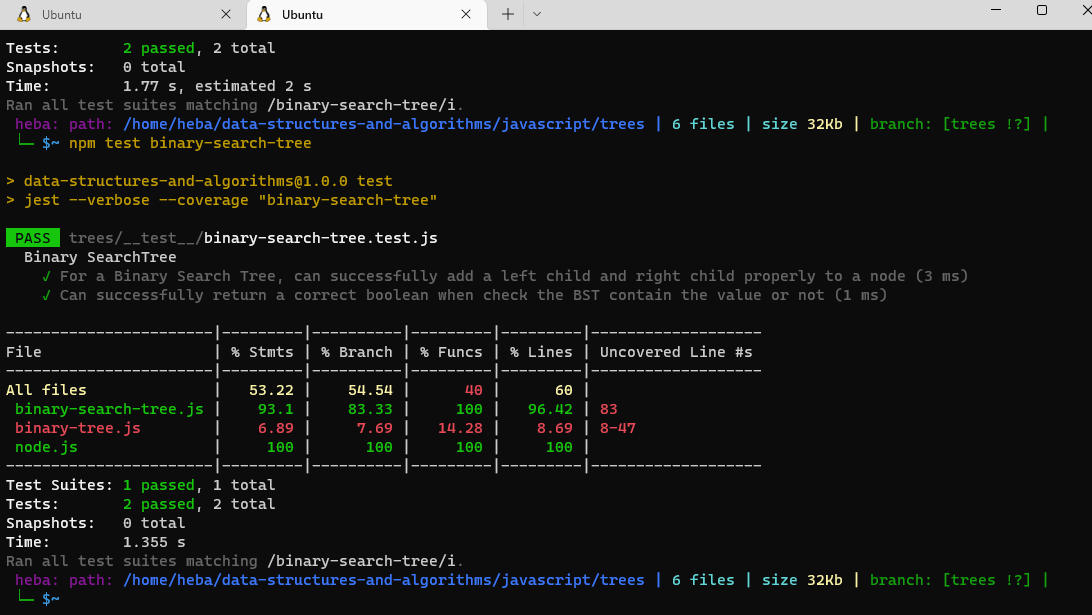 Ubuntu
Ubuntu
Tests: 2 passed, 2 total
Snapshots: 0 total
Time: 1.77 s, estimated 2 s
Ran all test suites matching /binary-search-tree/i.
heba: path: /home/heba/data-structures-and-algorithms/javascript/trees | 6 files | size 32Kb | branch: [trees !?] |
└─ $~ npm test binary-search-tree
> data-structures-and-algorithms@1.0.0 test
> jest --verbose --coverage "binary-search-tree"
PASS trees/__test__/binary-search-tree.test.js
Binary SearchTree
√ For a Binary Search Tree, can successfully add a left child and right child properly to a node (3 ms)
√ Can successfully return a correct boolean when check the BST contain the value or not (1 ms)
-----------------------|---------|----------|---------|---------|-------------------
File | % Stmts | % Branch | % Funcs | % Lines | Uncovered Line #s
-----------------------|---------|----------|---------|---------|-------------------
All files | 53.22 | 54.54 | 40 | 60 |
binary-search-tree.js | 93.1 | 83.33 | 100 | 96.42 | 83
binary-tree.js | 6.89 | 7.69 | 14.28 | 8.69 | 8-47
node.js | 100 | 100 | 100 | 100 |
-----------------------|---------|----------|---------|---------|-------------------
Test Suites: 1 passed, 1 total
Tests: 2 passed, 2 total
Snapshots: 0 total
Time: 1.355 s
Ran all test suites matching /binary-search-tree/i.
heba: path: /home/heba/data-structures-and-algorithms/javascript/trees | 6 files | size 32Kb | branch: [trees !?] |
└─ $~